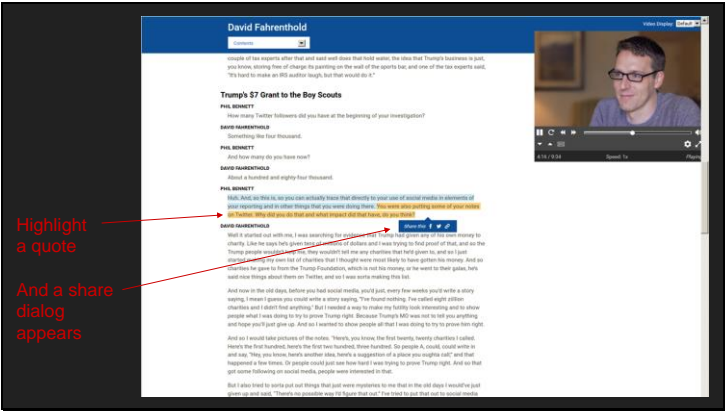 David Fahrenthold
Video Display: Default
Contents
couple of tax experts after that and said well does that hold water, the idea that Trump's business is just,
you know, storing free of charge its painting on the wall of the sports bar, and one of the tax experts said,
"It's hard to make an IRS auditor laugh, but that would do it."
Trump's $7 Grant to the Boy Scouts
PHIL BENNETT
How many Twitter followers did you have at the beginning of your investigation?
DAVID FAHRENTHOLD
Something like four thousand.
PHIL BENNETT
And how many do you have now?
DAVID FAHRENTHOLD
About a hundred and eighty-four thousand.
PHIL BENNETT
Huh. And, so this is, so you can actually trace that directly to your use of social media in elements of
your reporting and in other things that you were doing there. You were also putting some of your notes
on Twitter. Why did you do that and what impact did that have, do you think?
Share this
DAVID FAHRENTHOLD
Well it started out with me, I was searching for evidence that Trump had given any of his own money to
charity. Like he says he's given tens of millions of dollars and I was trying to find proof of that, and so the
Trump people wouldn't help me, they wouldn't tell me any charities that he'd given to, and so I just
started making my own list of charities that I thought were most likely to have gotten his money. And so
charities he gave to from the Trump Foundation, which is not his money, or he went to their galas, he's
said nice things about them on Twitter, and so I was sorta making this list.
And now in the old days, before you had social media, you'd just, every few weeks you'd write a story
saying, I mean I guess you could write a story saying, "I've found nothing. I've called eight zillion
charities and I didn't find anything." But I needed a way to make my futility look interesting and to show
people what I was doing to try to prove Trump right. Because Trump's MO was not to tell you anything
and hope you'll just give up. And so I wanted to show people all that I was doing to try to prove him right.
And so I would take pictures of the notes. "Here's, you know, the first twenty, twenty charities I called.
Here's the first hundred, here's the first two hundred, three hundred. So people A, could, could write in
and say, "Hey, you know, here's another idea, here's a suggestion of a place you oughta call," and that
happened a few times. Or people could just see how hard I was trying to prove Trump right. And so that
got some following on social media, people were interested in that.
But I also tried to sorta put out things that just were mysteries to me that in the old days I would've just
given up and said, "There's no possible way I'd figure that out." I've tried to put that out to social media
4:16 / 9:34
Speed: 1x
Playing
Highlight
a quote
And a share
dialog
appears